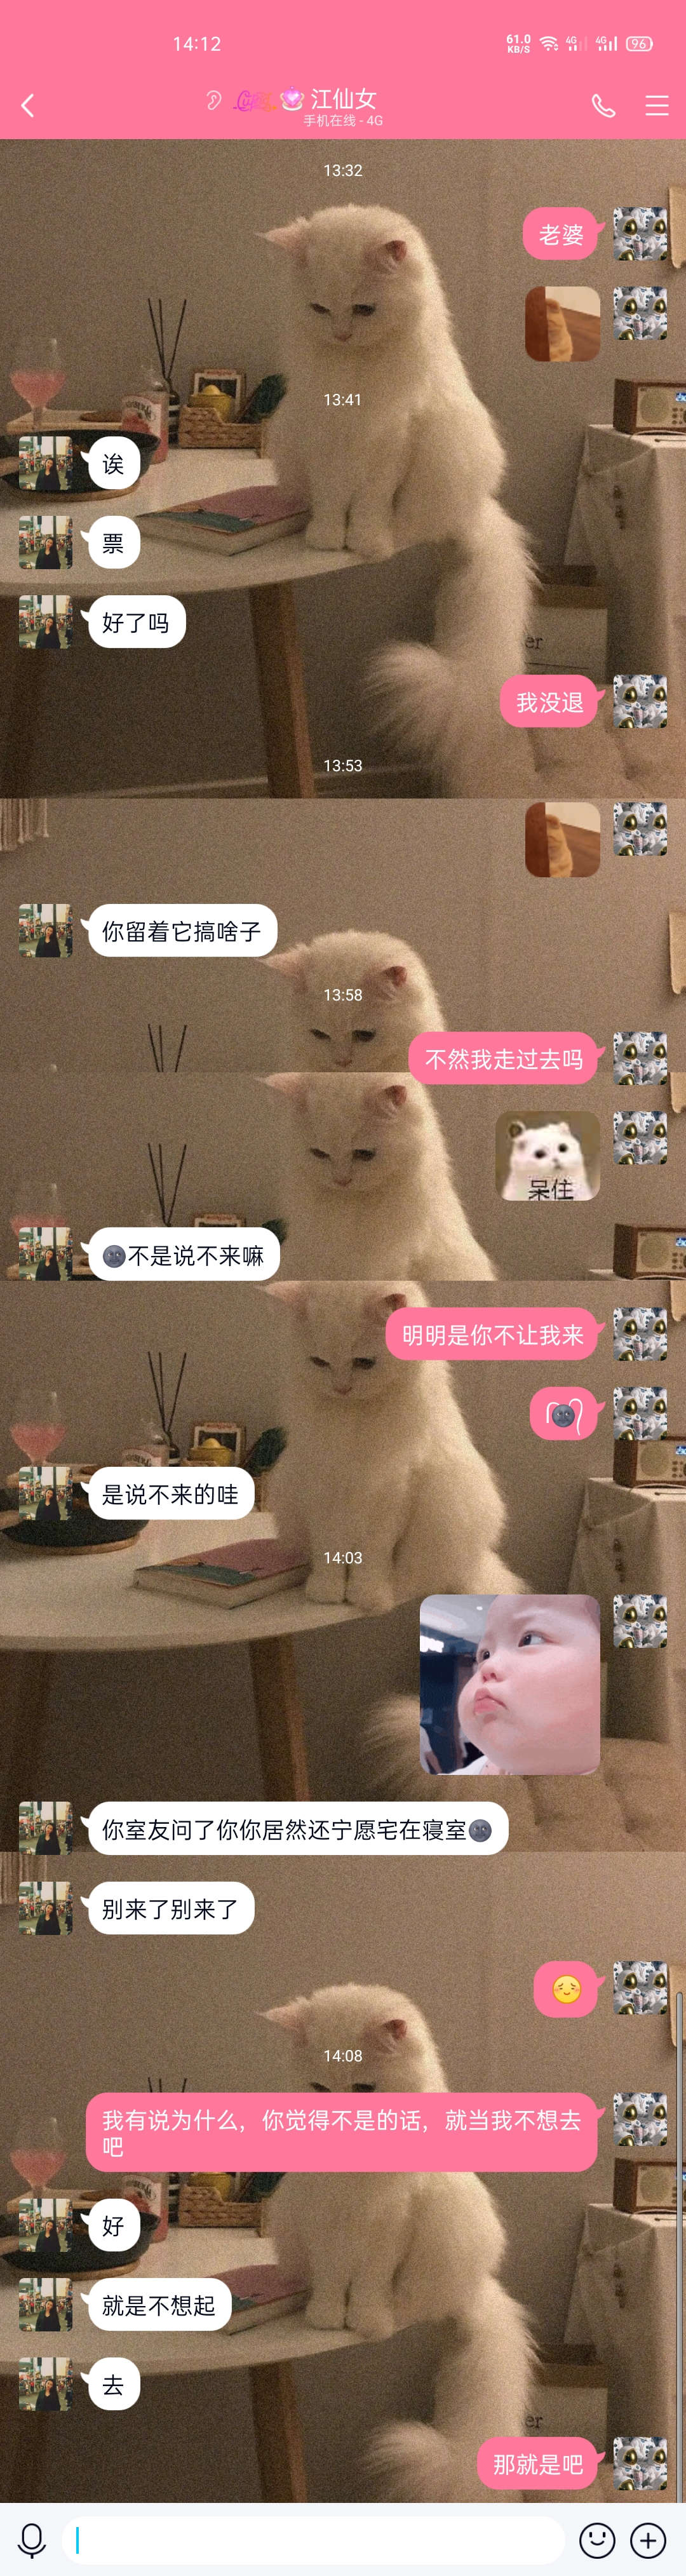 14:12
61.0
KB/S
4G
4G
96
江仙女
手机在线 - 4G
13:32
老婆
13:41
诶
票
好了吗
er
我没退
13:53
你留着它搞啥子
13:58
不然我走过去吗
呆住
不是说不来嘛
明明是你不让我来
是说不来的哇
14:03
你室友问了你你居然还宁愿宅在寝室
别来了别来了
14:08
我有说为什么，你觉得不是的话，就当我不想去
吧
好
就是不想起
去
er
那就是吧